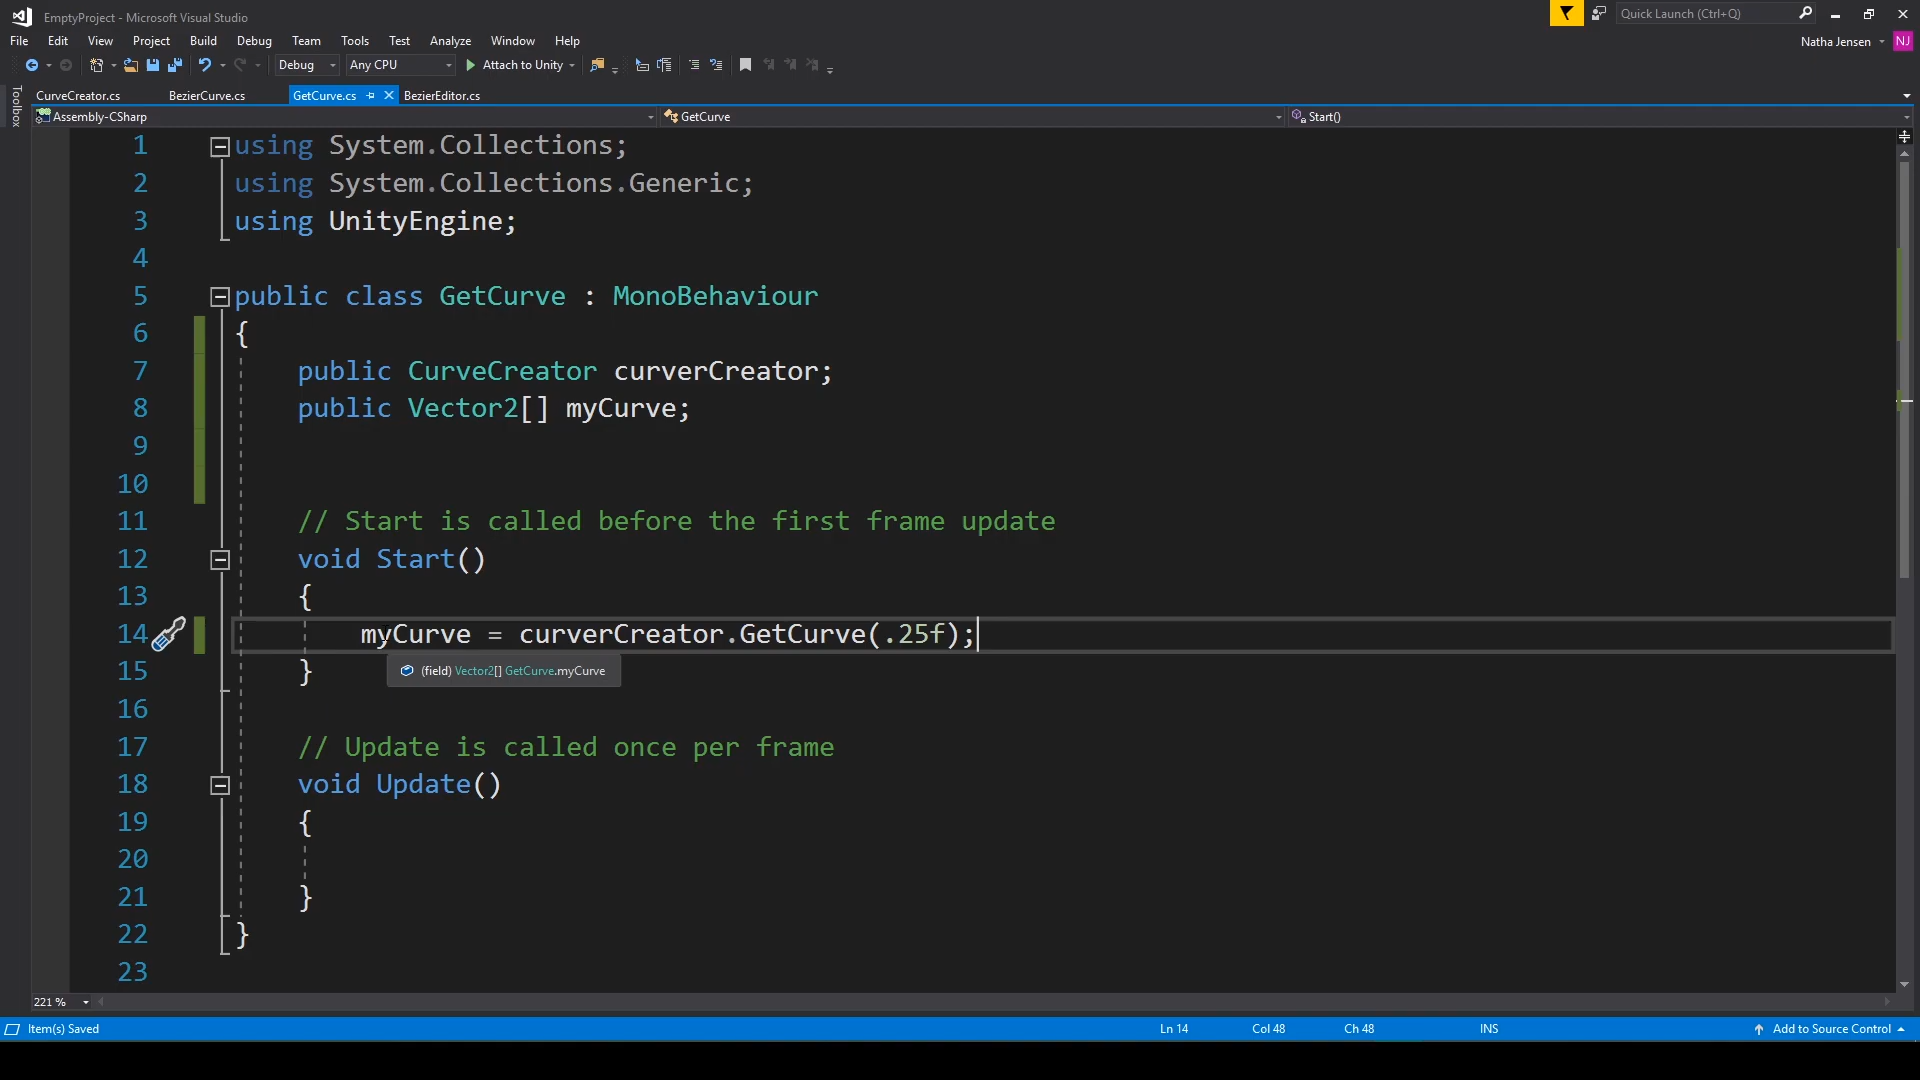 EmptyProject - Microsoft Visual Studio
Quick Launch (Ctrl+Q)
File Edit View Project Build Debug Team Tools Test Analyze Window Help
Natha Jensen NJ
Debug Any CPU Attach to Unity
Toolbox
CurveCreator.cs BezierCurve.cs GetCurve.cs BezierEditor.cs
Assembly-CSharp GetCurve Start()
1 using System.Collections;
2 using System.Collections.Generic;
3 using UnityEngine;
4
5 public class GetCurve : MonoBehaviour
6 {
7 public CurveCreator curverCreator;
8 public Vector2[] myCurve;
9
10
11 // Start is called before the first frame update
12 void Start()
13 {
14 myCurve = curverCreator.GetCurve(.25f);
15 }
(field) Vector2[] GetCurve.myCurve
16
17 // Update is called once per frame
18 void Update()
19 {
20
21 }
22 }
23
221 %
Item(s) Saved Ln 14 Col 48 Ch 48 INS Add to Source Control